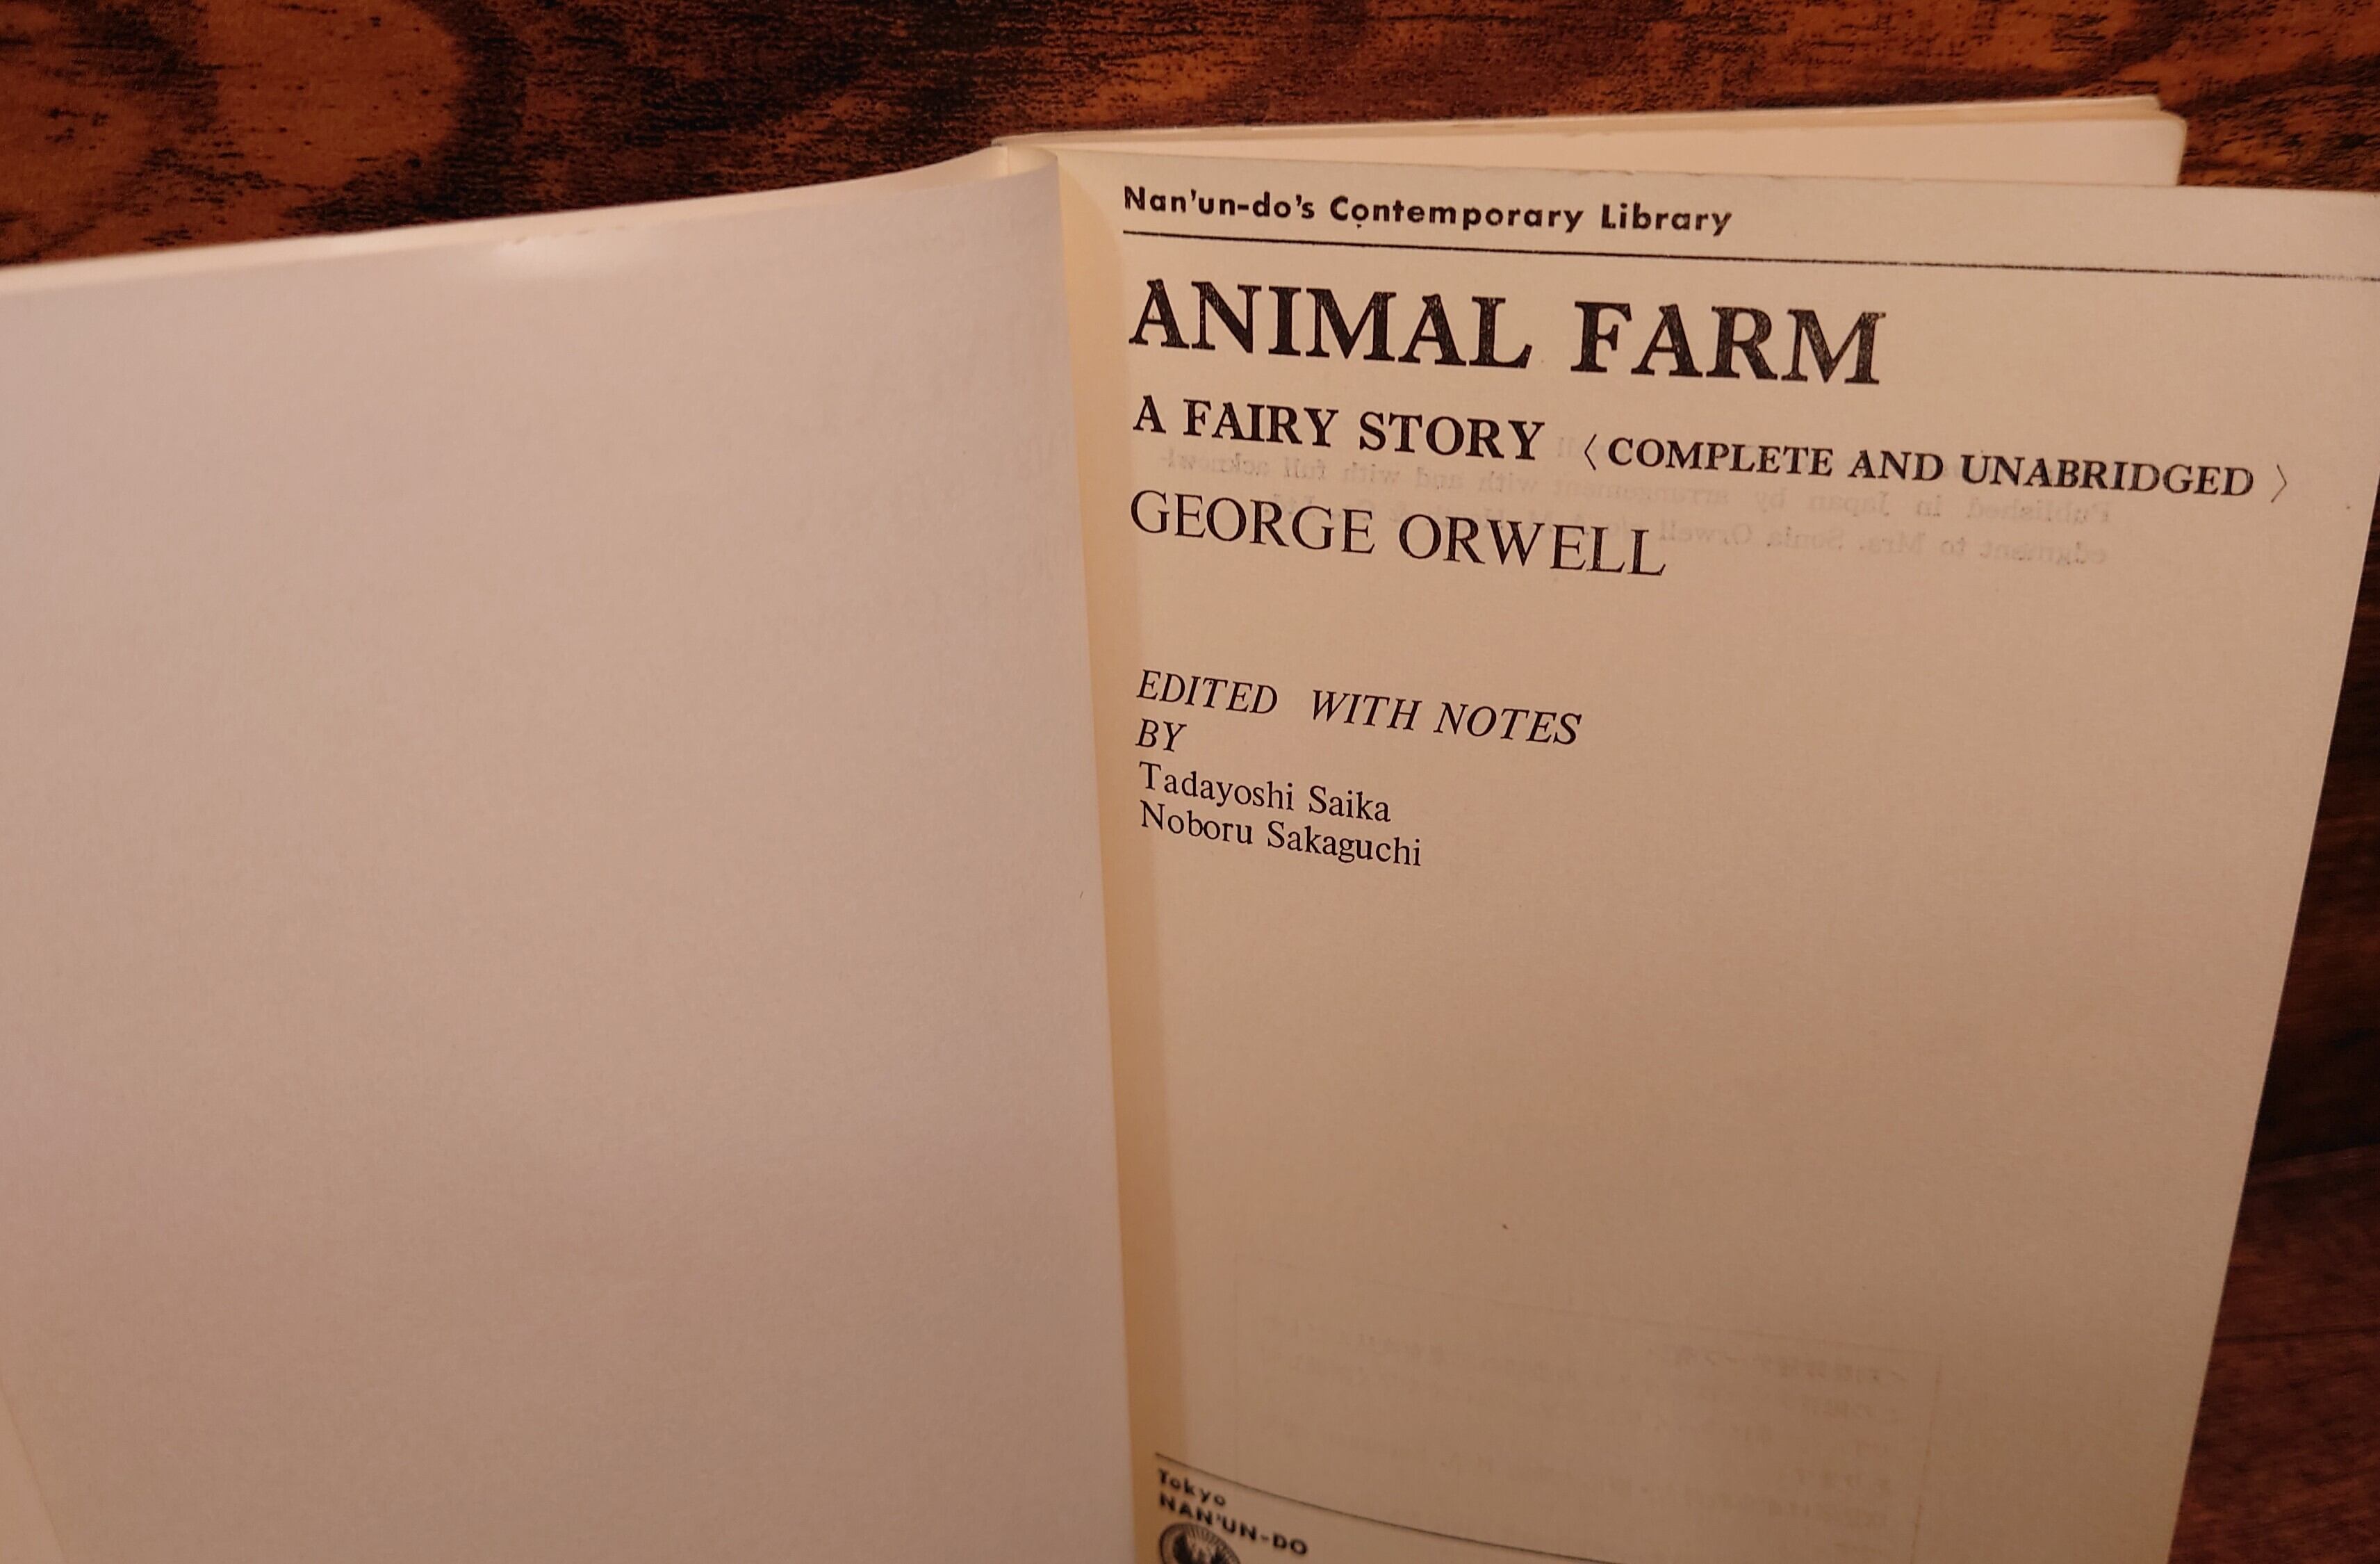 Nan'un-do's Contemporary Library
ANIMAL FARM
A FAIRY STORY 〈COMPLETE AND UNABRIDGED〉
GEORGE ORWELL
EDITED WITH NOTES
BY
Tadayoshi Saika
Noboru Sakaguchi
Tokyo
NAN'UN-DO